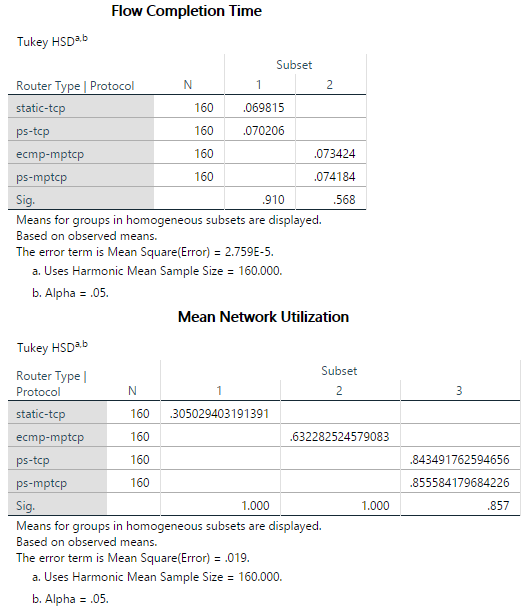 Flow Completion Time
Tukey HSDa,b
Subset
Router Type | Protocol N 1 2
static-tcp 160 .069815
ps-tcp 160 .070206
ecmp-mptcp 160 .073424
ps-mptcp 160 .074184
Sig. .910 .568
Means for groups in homogeneous subsets are displayed.
Based on observed means.
The error term is Mean Square(Error) = 2.759E-5.
a. Uses Harmonic Mean Sample Size = 160.000.
b. Alpha = .05.
Mean Network Utilization
Tukey HSDa,b
Subset
Router Type |
Protocol N 1 2 3
static-tcp 160 .305029403191391
ecmp-mptcp 160 .632282524579083
ps-tcp 160 .843491762594656
ps-mptcp 160 .855584179684226
Sig. 1.000 1.000 .857
Means for groups in homogeneous subsets are displayed.
Based on observed means.
The error term is Mean Square(Error) = .019.
a. Uses Harmonic Mean Sample Size = 160.000.
b. Alpha = .05.